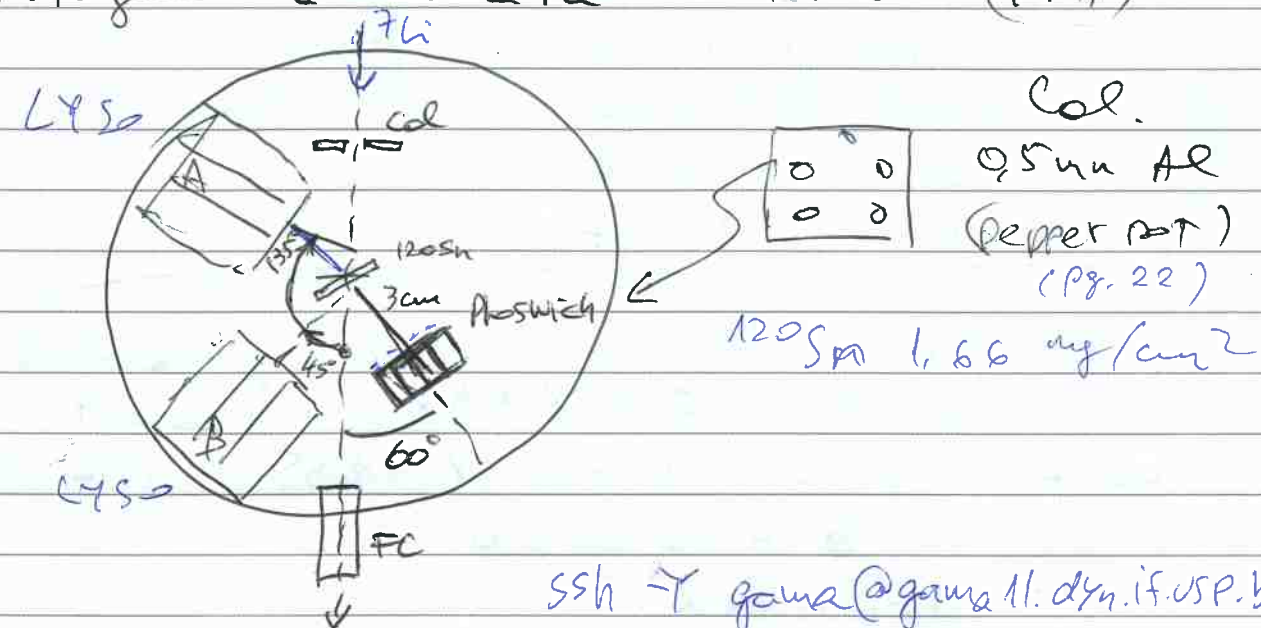 7Li
LYSO
Col
Col.
A
0,5mm Al
(pepper pot)
(pg. 22)
135°
120Sn
3cm
Phoswich
120Sn 1,66 mg/cm2
45°
B
60°
LYSO
FC
ssh -Y gama@gama11.dyn.if.usp.b